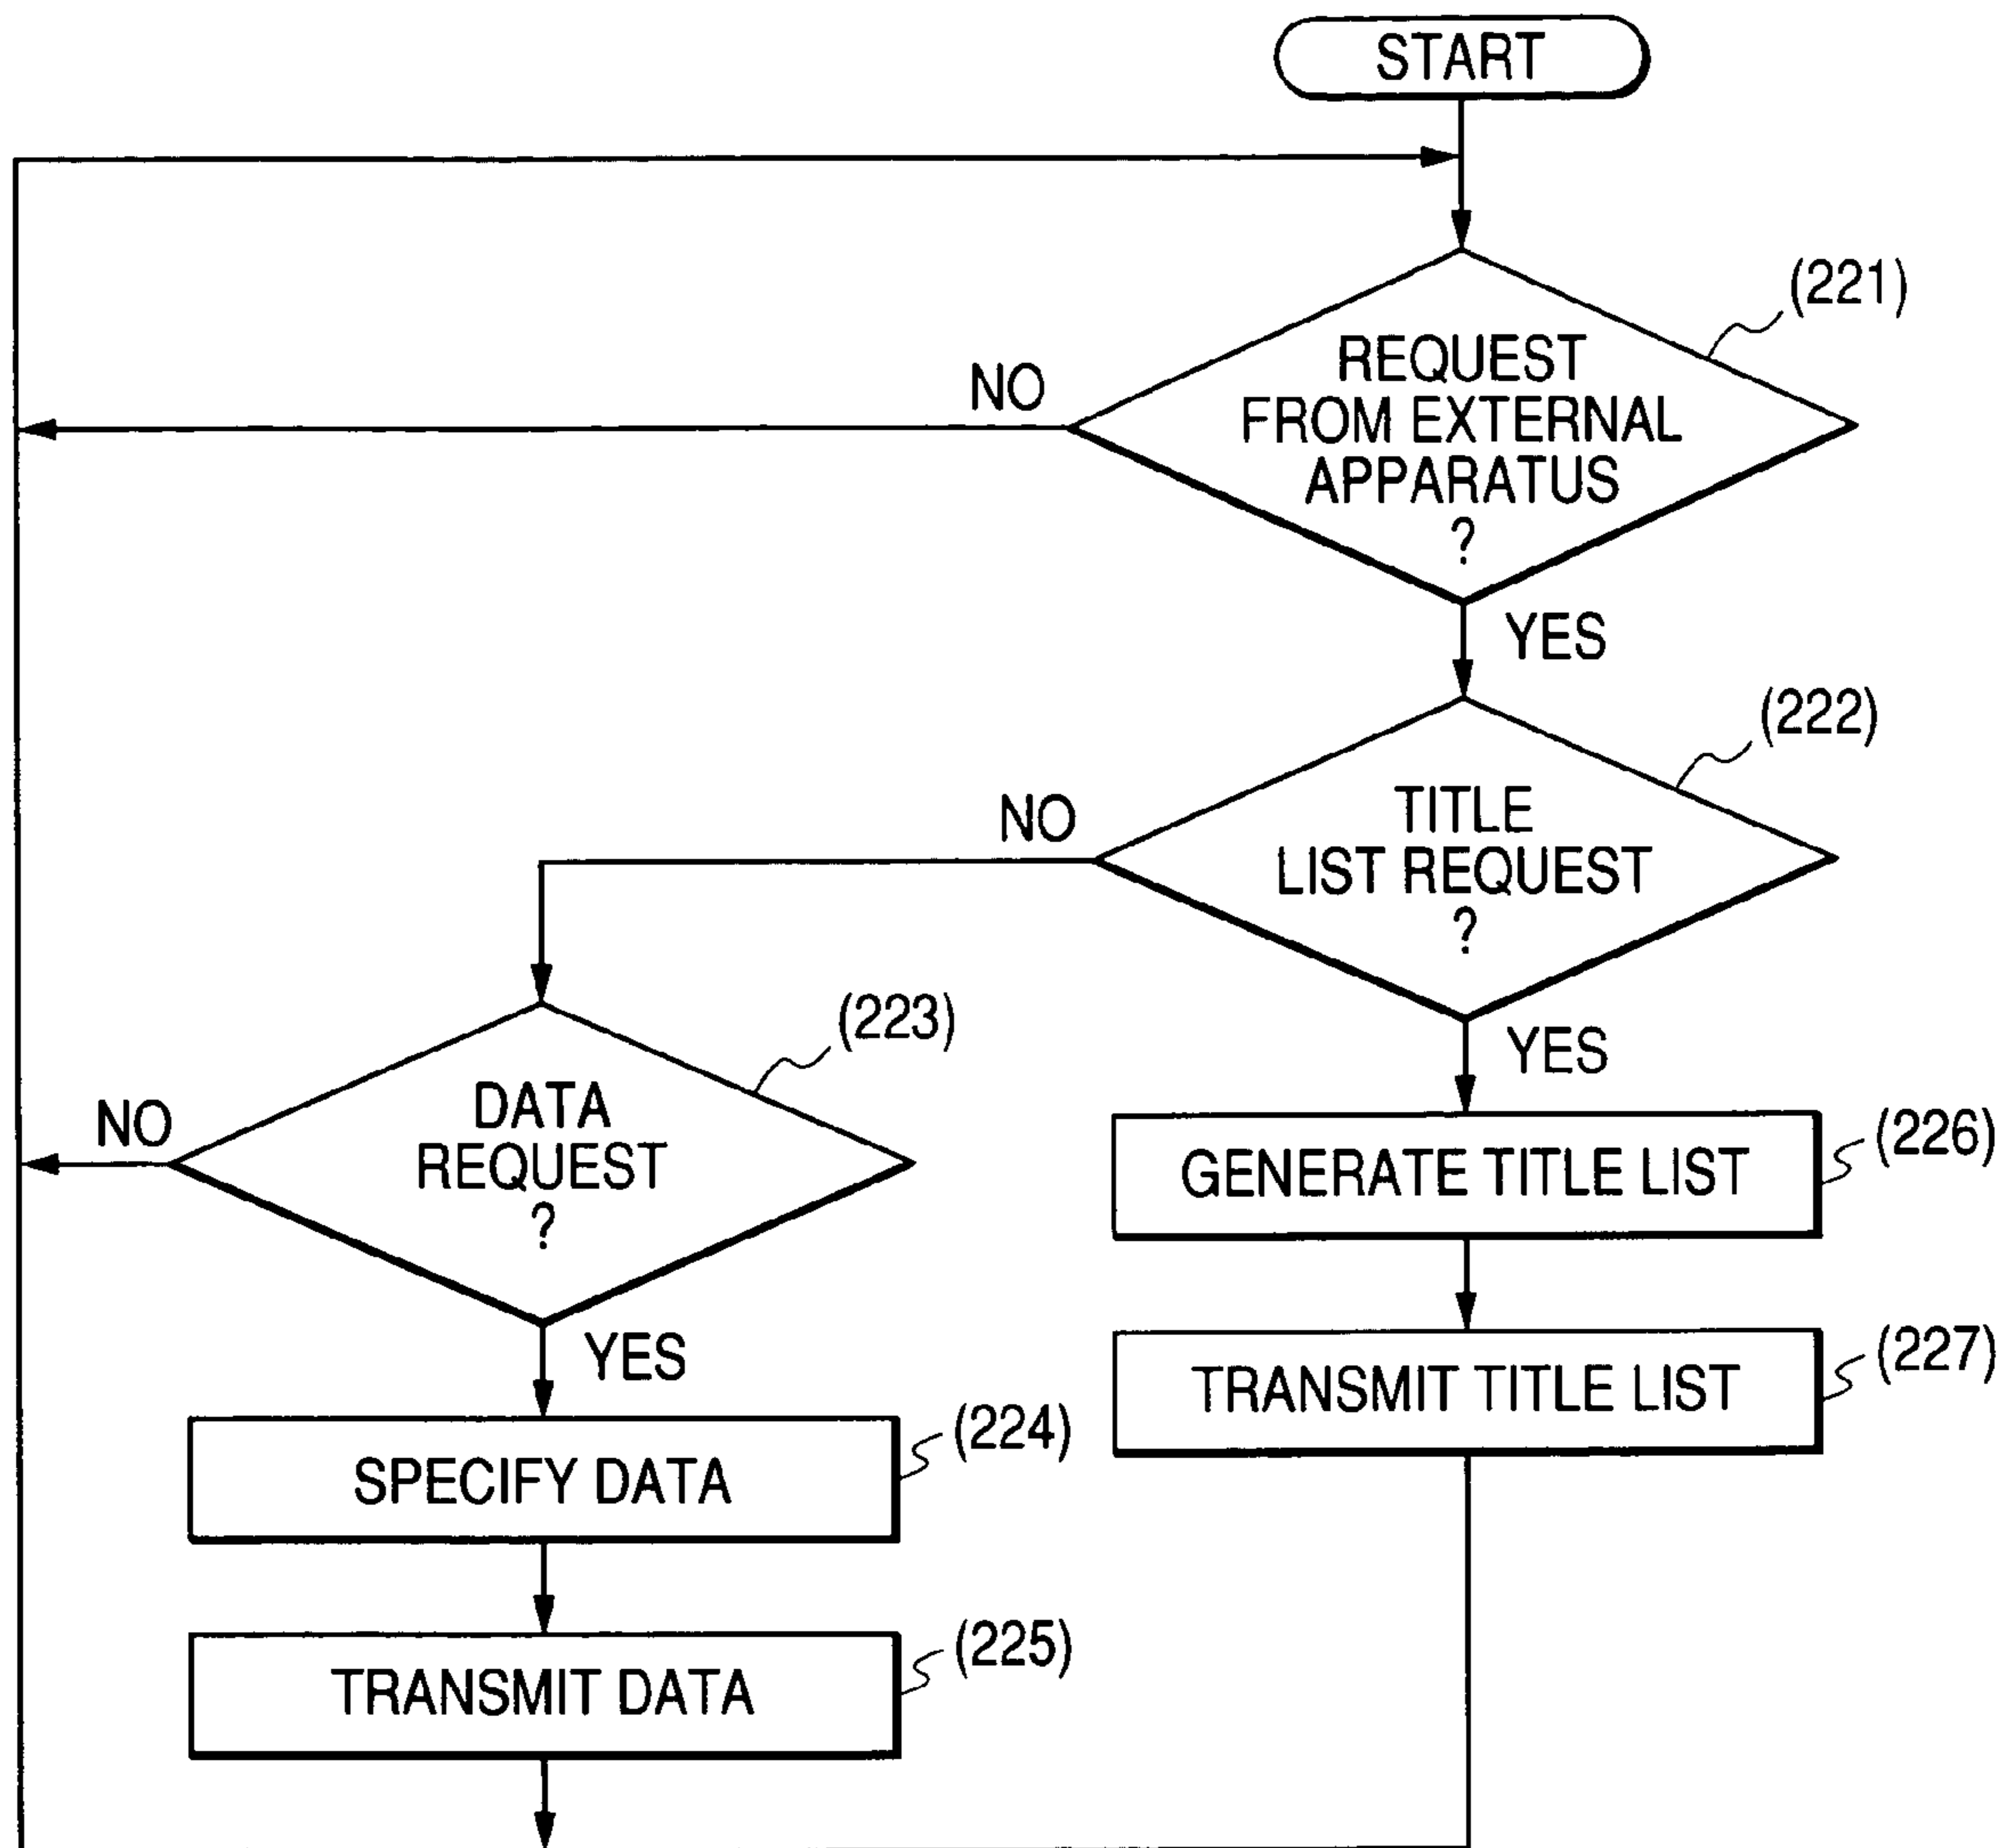 START
(221)
REQUEST
FROM EXTERNAL
APPARATUS
?
NO
YES
(222)
TITLE
LIST REQUEST
?
NO
YES
(223)
DATA
REQUEST
?
NO
YES
(226)
GENERATE TITLE LIST
(227)
TRANSMIT TITLE LIST
(224)
SPECIFY DATA
(225)
TRANSMIT DATA